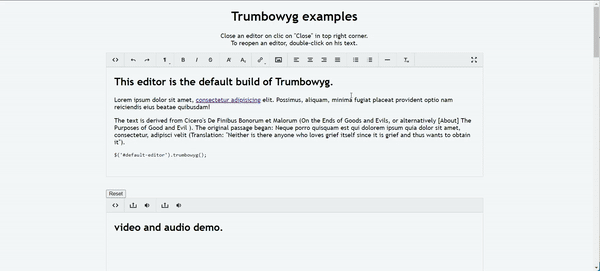 Trumbowyg examples
Close an editor on clic on "Close" in top right corner.
To reopen an editor, double-click on his text.
This editor is the default build of Trumbowyg.
Lorem ipsum dolor sit amet, consectetur adipisicing elit. Possimus, aliquam, minima fugiat placeat provident optio nam
reiciendis eius beatae quibusdam!
The text is derived from Cicero's De Finibus Bonorum et Malorum (On the Ends of Goods and Evils, or alternatively [About] The
Purposes of Good and Evil ). The original passage began: Neque porro quisquam est qui dolorem ipsum quia dolor sit amet,
consectetur, adipisci velit (Translation: "Neither is there anyone who loves grief itself since it is grief and thus wants to obtain
it").
$("#default-editor").trumbowyg();
Reset
video and audio demo.